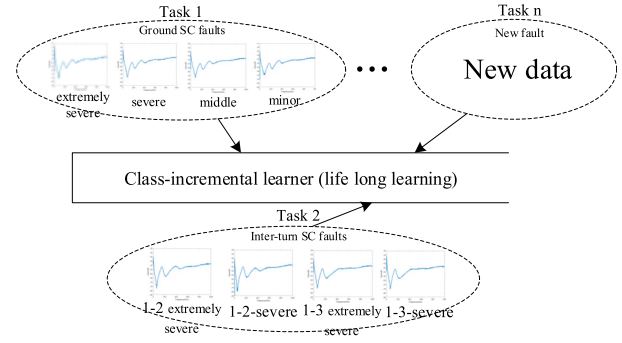 Task 1
Ground SC faults
extremely
severe
severe
middle
minor
Task n
New fault
New data
Class-incremental learner (life long learning)
Task 2
Inter-turn SC faults
1-2 extremely
severe
1-2-severe
1-3 extremely
severe
1-3-severe